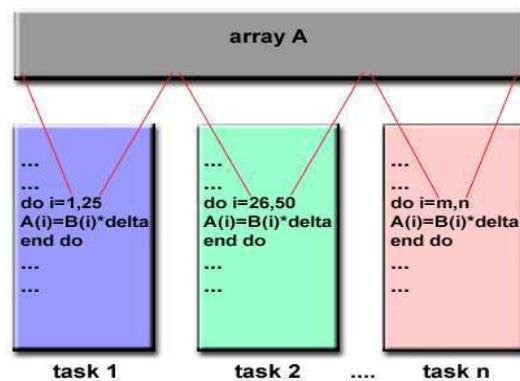 array A
...
...
do i=1,25
A(i)=B(i)*delta
end do
...
...
task 1
...
...
do i=26,50
A(i)=B(i)*delta
end do
...
...
task 2
....
...
...
do i=m,n
A(i)=B(i)*delta
end do
...
...
task n